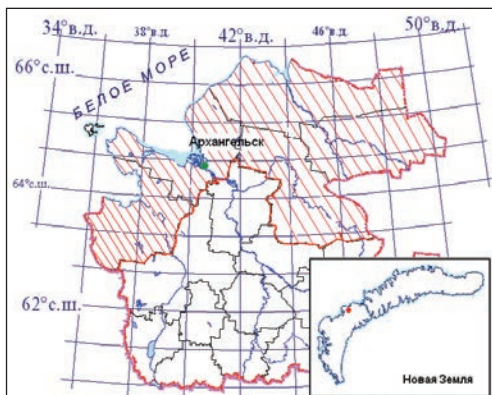 34°в.д.
38°в.д.
42°в.д.
46°в.д.
50°в.д.
66°с.ш.
БЕЛОЕ МОРЕ
Архангельск
64°с.ш.
62°с.ш.
Новая Земля